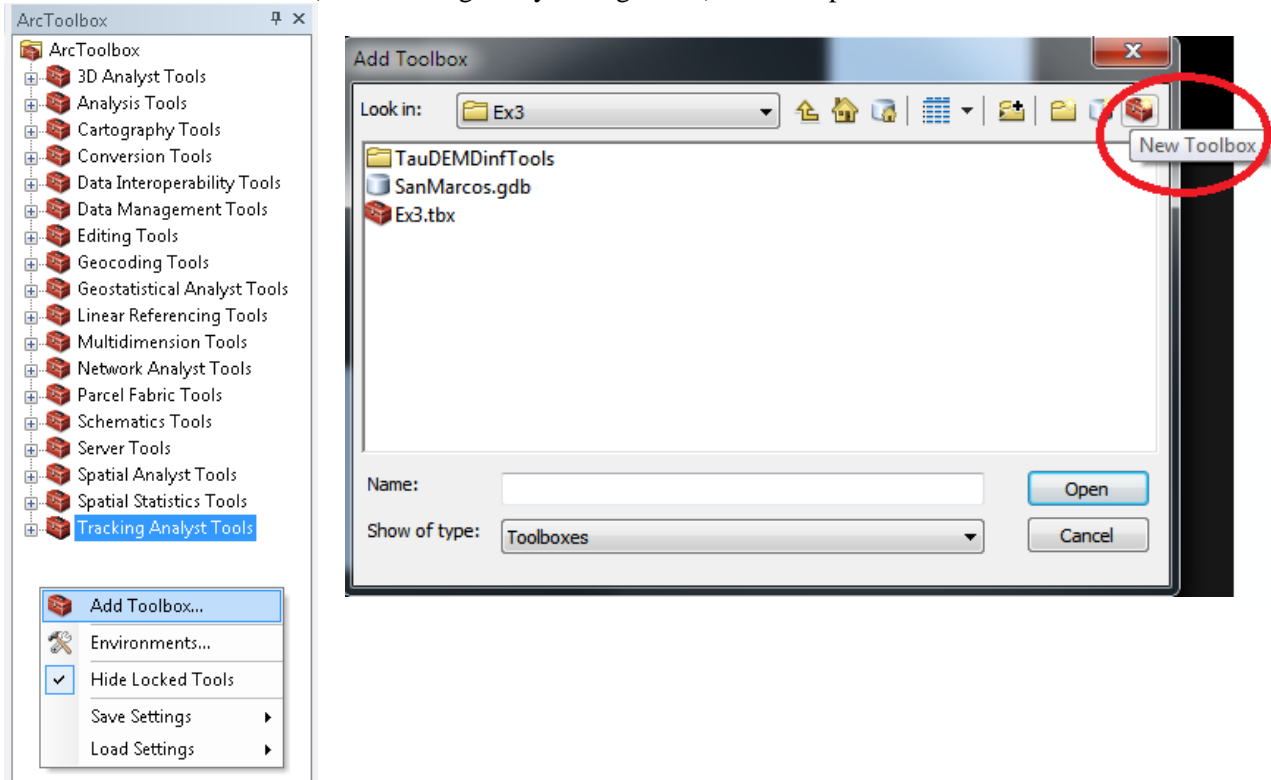 ArcToolbox
ArcToolbox
3D Analyst Tools
Analysis Tools
Cartography Tools
Conversion Tools
Data Interoperability Tools
Data Management Tools
Editing Tools
Geocoding Tools
Geostatistical Analyst Tools
Linear Referencing Tools
Multidimension Tools
Network Analyst Tools
Parcel Fabric Tools
Schematics Tools
Server Tools
Spatial Analyst Tools
Spatial Statistics Tools
Tracking Analyst Tools
Add Toolbox...
Environments...
Hide Locked Tools
Save Settings
Load Settings
Add Toolbox
Look in: Ex3
New Toolbox
TauDEMDinfTools
SanMarcos.gdb
Ex3.tbx
Name:
Open
Show of type: Toolboxes
Cancel